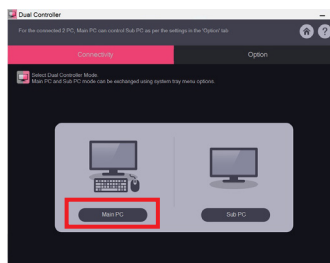 Dual Controller
For the connected 2 PC, Main PC can control Sub PC as per the settings in the 'Option' tab.
Connectivity
Option
Select Dual Controller Mode.
Main PC and Sub PC mode can be exchanged using system tray menu options.
Main PC
Sub PC